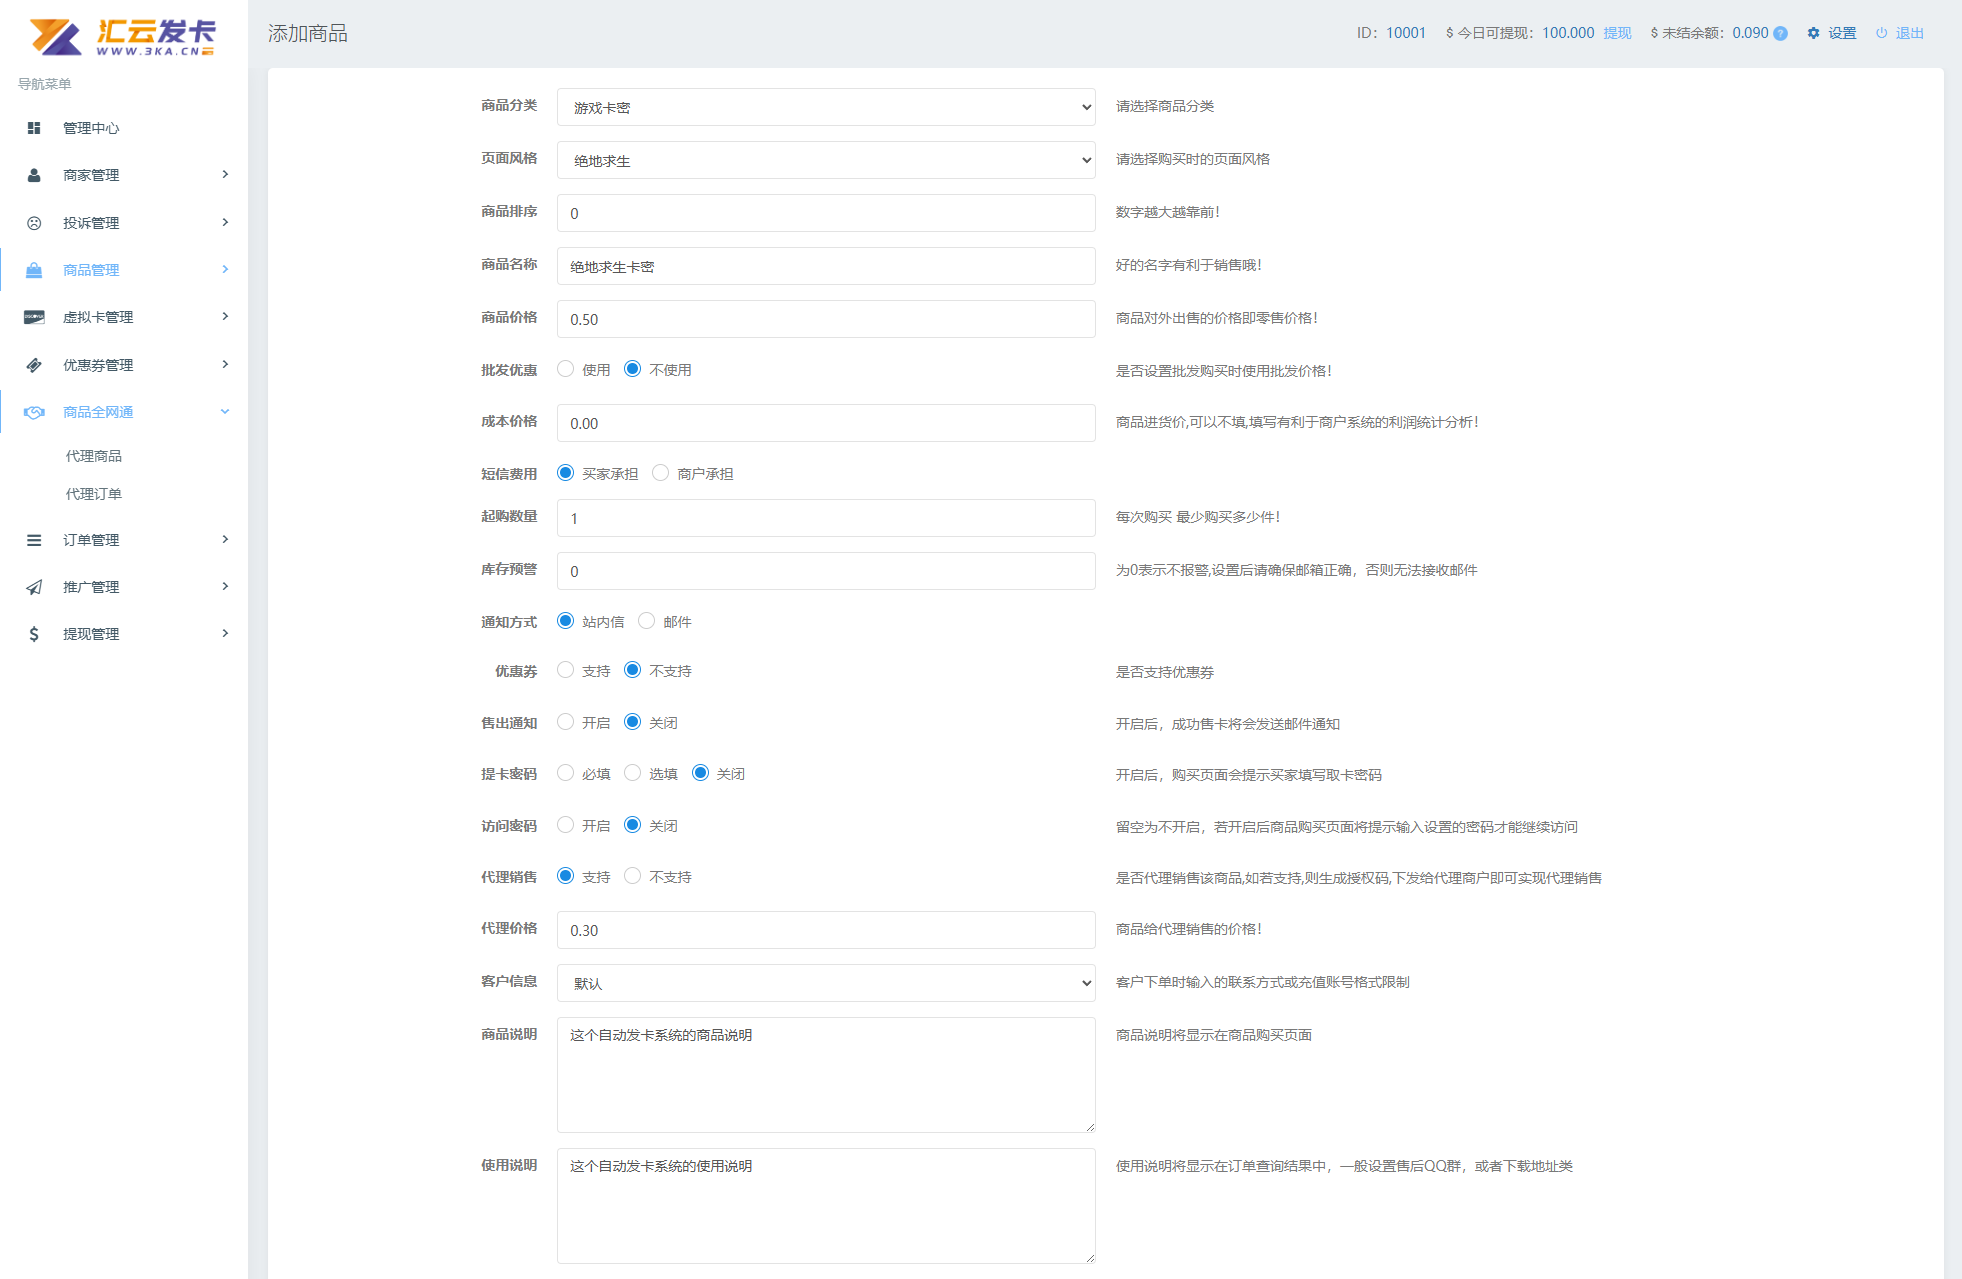 汇云发卡
WWW.3KA.CN云
导航菜单
管理中心
商家管理
投诉管理
商品管理
虚拟卡管理
优惠券管理
商品全网通
代理商品
代理订单
订单管理
推广管理
提现管理
添加商品
ID：10001 $ 今日可提现：100.000 提现 $ 未结余额：0.090 ? 设置 退出
商品分类 游戏卡密 请选择商品分类
页面风格 绝地求生 请选择购买时的页面风格
商品排序 0 数字越大越靠前！
商品名称 绝地求生卡密 好的名字有利于销售哦！
商品价格 0.50 商品对外出售的价格即零售价格！
批发优惠 使用 不使用 是否设置批发购买时使用批发价格！
成本价格 0.00 商品进货价,可以不填,填写有利于商户系统的利润统计分析！
短信费用 买家承担 商户承担
起购数量 1 每次购买 最少购买多少件！
库存预警 0 为0表示不报警,设置后请确保邮箱正确，否则无法接收邮件
通知方式 站内信 邮件
优惠券 支持 不支持 是否支持优惠券
售出通知 开启 关闭 开启后，成功售卡将会发送邮件通知
提卡密码 必填 选填 关闭 开启后，购买页面会提示买家填写取卡密码
访问密码 开启 关闭 留空为不开启，若开启后商品购买页面将提示输入设置的密码才能继续访问
代理销售 支持 不支持 是否代理销售该商品,如若支持,则生成授权码,下发给代理商户即可实现代理销售
代理价格 0.30 商品给代理销售的价格！
客户信息 默认 客户下单时输入的联系方式或充值账号格式限制
商品说明 这个自动发卡系统的商品说明 商品说明将显示在商品购买页面
使用说明 这个自动发卡系统的使用说明 使用说明将显示在订单查询结果中，一般设置售后QQ群，或者下载地址类